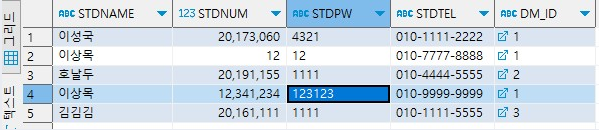 그리드
텍스트
ABC STDNAME 123 STDNUM ABC STDPW ABC STDTEL ABC DM_ID
1 이성국 20,173,060 4321 010-1111-2222 1
2 이상목 12 12 010-7777-8888 1
3 호날두 20,191,155 1111 010-4444-5555 2
4 이상목 12,341,234 123123 010-9999-9999 1
5 김김김 20,161,111 1111 010-1111-5555 3